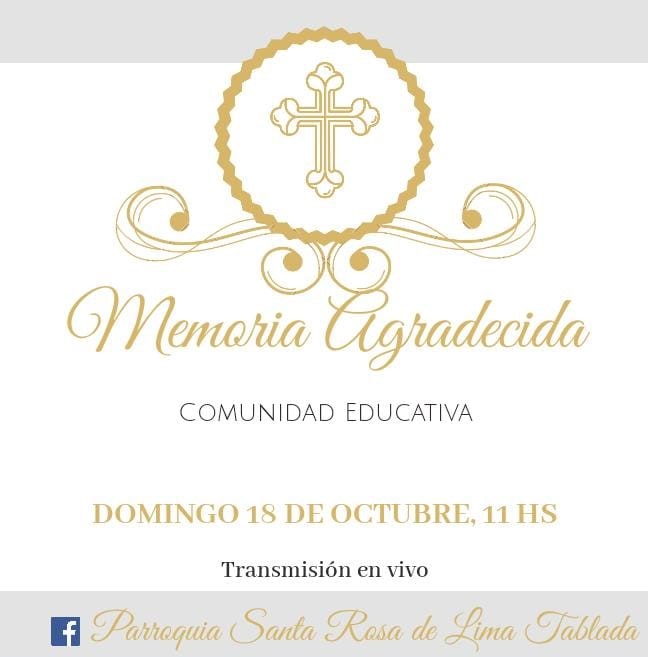 Memoria Agradecida
Comunidad Educativa
DOMINGO 18 DE OCTUBRE, 11 HS
Transmisión en vivo
f Parroquia Santa Rosa de Lima Tablada